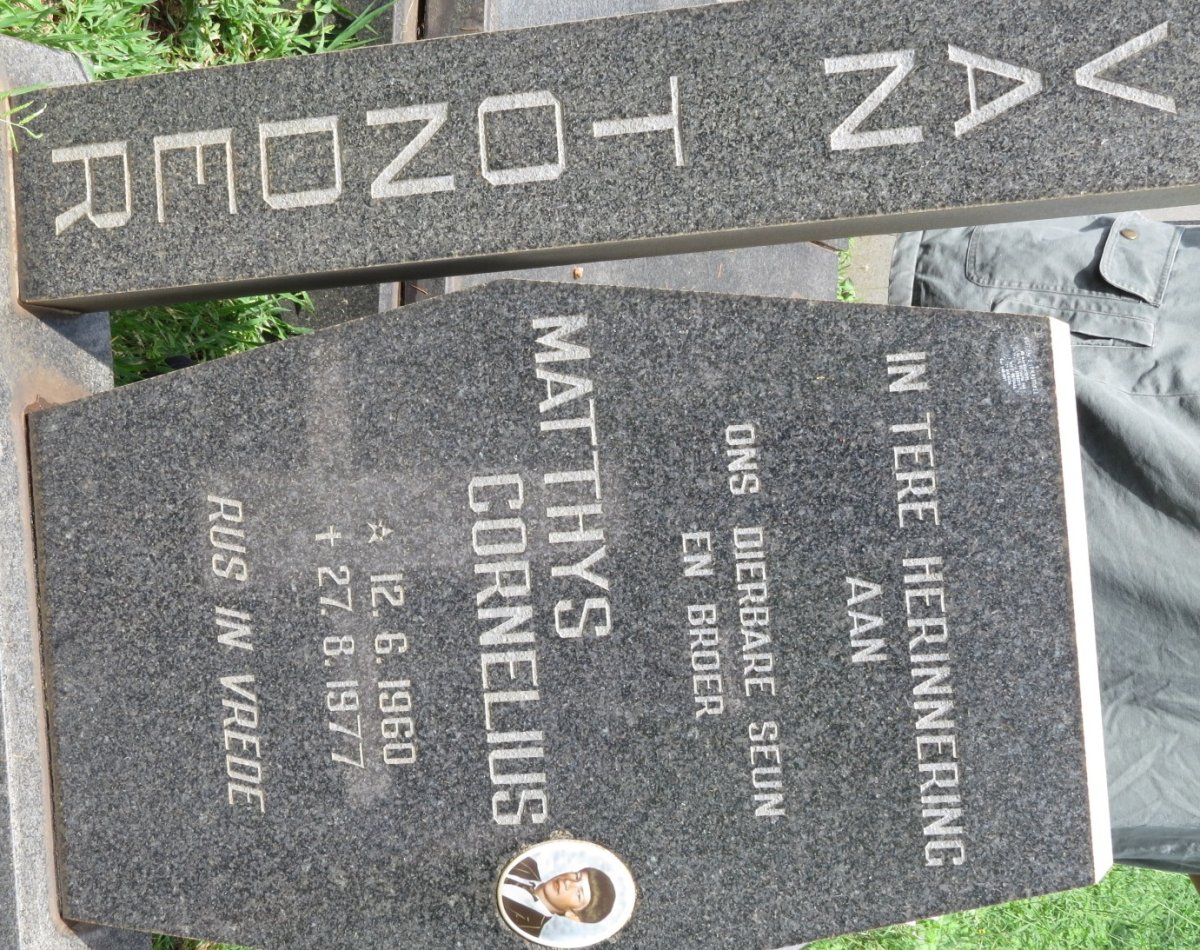 VAN TONDER
IN TERE HERINNERING
AAN
ONS DIERBARE SEUN
EN BROER
MATTHYS
CORNELIUS
☆ 12. 6. 1960
✝ 27. 8. 1977
RUS IN VREDE